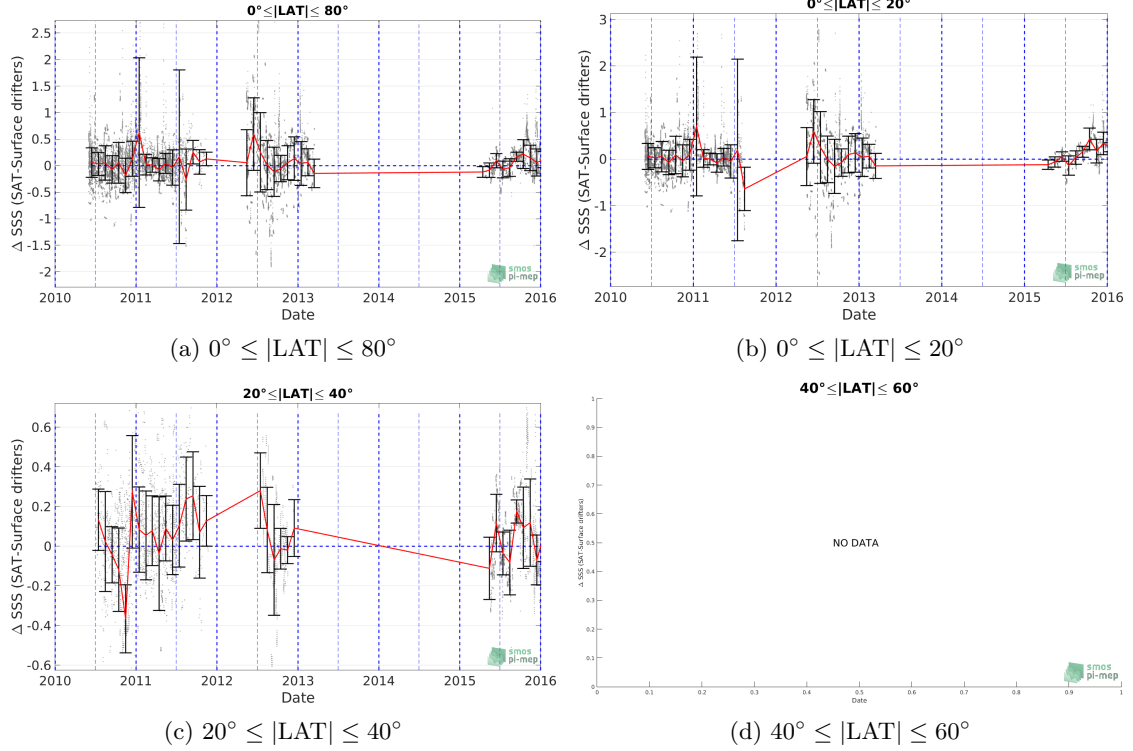 0°≤|LAT|≤ 80°
Δ SSS (SAT-Surface drifters)
2.5
2
1.5
1
0.5
0
-0.5
-1
-1.5
-2
2010 2011 2012 2013 2014 2015 2016
Date
smos
pi-mep
(a) 0° ≤ |LAT| ≤ 80°
0°≤|LAT|≤ 20°
Δ SSS (SAT-Surface drifters)
3
2
1
0
-1
-2
2010 2011 2012 2013 2014 2015 2016
Date
smos
pi-mep
(b) 0° ≤ |LAT| ≤ 20°
20°≤|LAT|≤ 40°
Δ SSS (SAT-Surface drifters)
0.6
0.4
0.2
0
-0.2
-0.4
-0.6
2010 2011 2012 2013 2014 2015 2016
Date
smos
pi-mep
(c) 20° ≤ |LAT| ≤ 40°
40°≤|LAT|≤ 60°
Δ SSS (SAT-Surface drifters)
1
0.9
0.8
0.7
0.6
0.5
0.4
0.3
0.2
0.1
0
NO DATA
0 0.1 0.2 0.3 0.4 0.5 0.6 0.7 0.8 0.9 1
Date
smos
pi-mep
(d) 40° ≤ |LAT| ≤ 60°